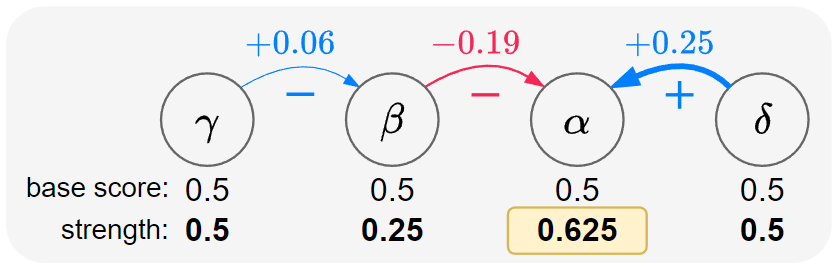 +0.06 −0.19 +0.25
− − +
γ β α δ
base score: 0.5 0.5 0.5 0.5
strength: 0.5 0.25 0.625 0.5